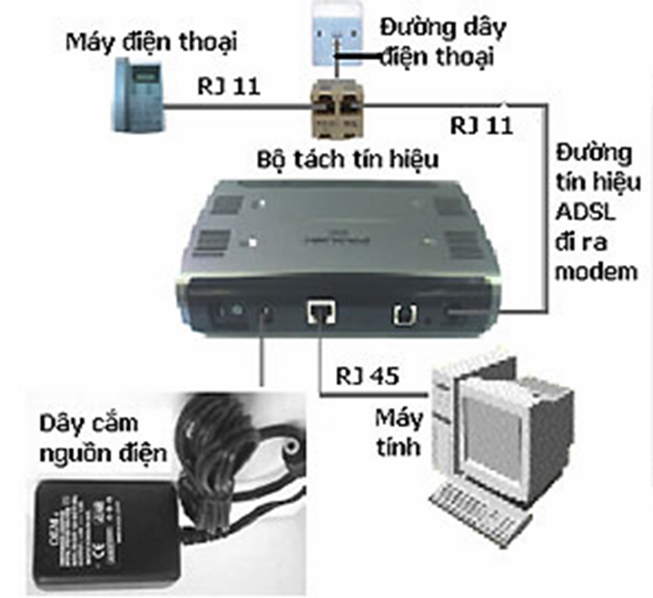 Đường dây
điện thoại
Máy điện thoại
RJ 11
RJ 11
Bộ tách tín hiệu
Đường
tín hiệu
ADSL
đi ra
modem
RJ 45
Máy
tính
Dây cắm
nguồn điện
CE